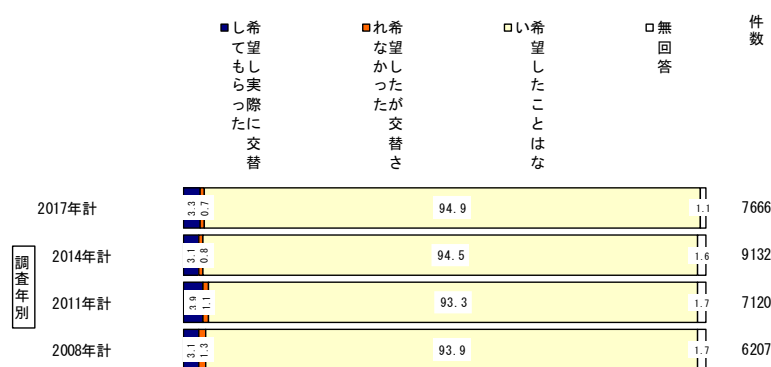 ■希望し実際に交替
してもらった
■希望したが交替さ
れなかった
□希望したことはな
い
□無回答
件数
2017年計 3.3 0.7 94.9 1.1 7666
調査年別
2014年計 3.1 0.8 94.5 1.6 9132
2011年計 3.9 1.1 93.3 1.7 7120
2008年計 3.1 1.3 93.9 1.7 6207